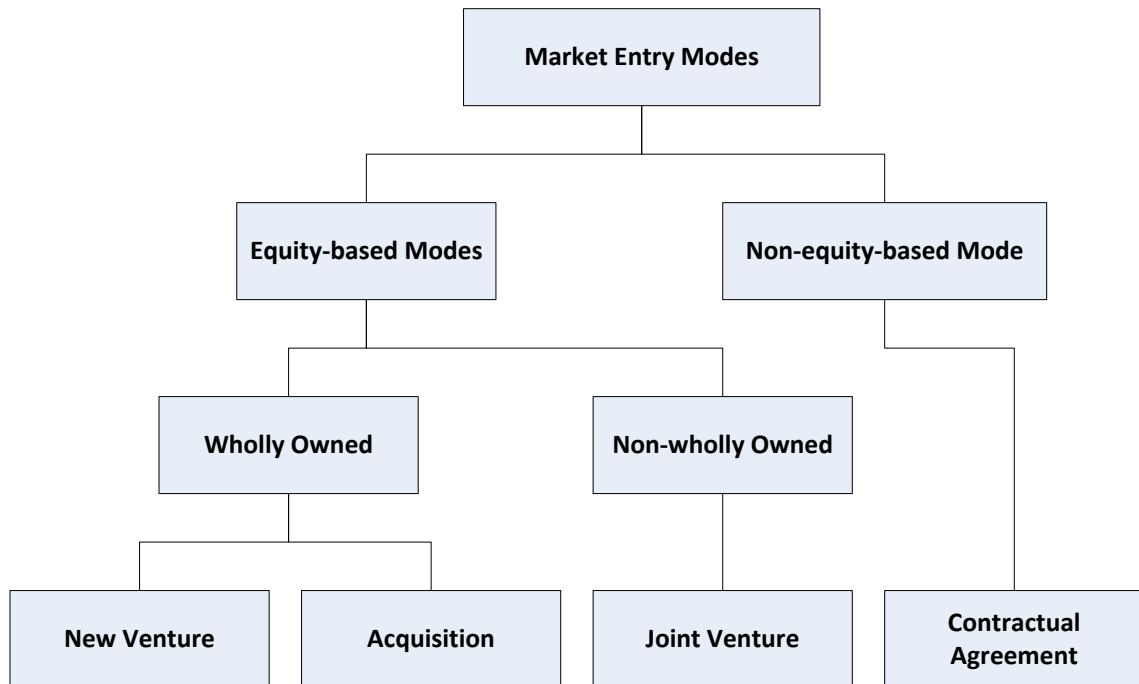 Market Entry Modes
Equity-based Modes
Non-equity-based Mode
Wholly Owned
Non-wholly Owned
New Venture
Acquisition
Joint Venture
Contractual
Agreement